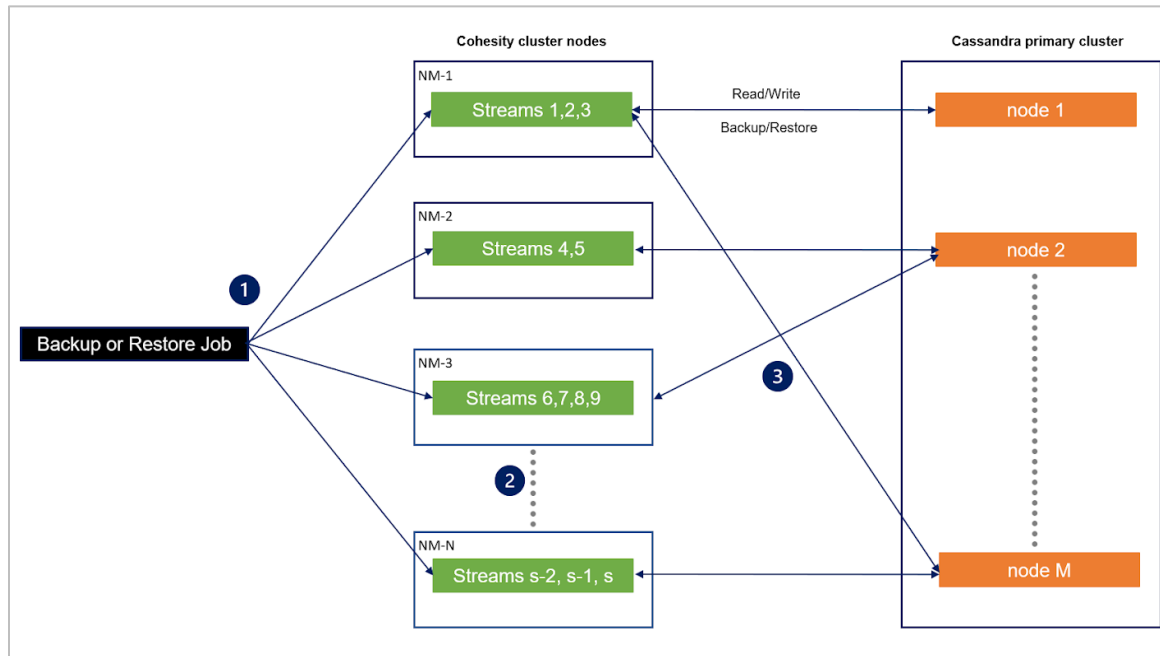 Cohesity cluster nodes
Cassandra primary cluster
NM-1
Streams 1,2,3
Read/Write
Backup/Restore
node 1
NM-2
Streams 4,5
node 2
1
Backup or Restore Job
NM-3
Streams 6,7,8,9
3
2
NM-N
Streams s-2, s-1, s
node M